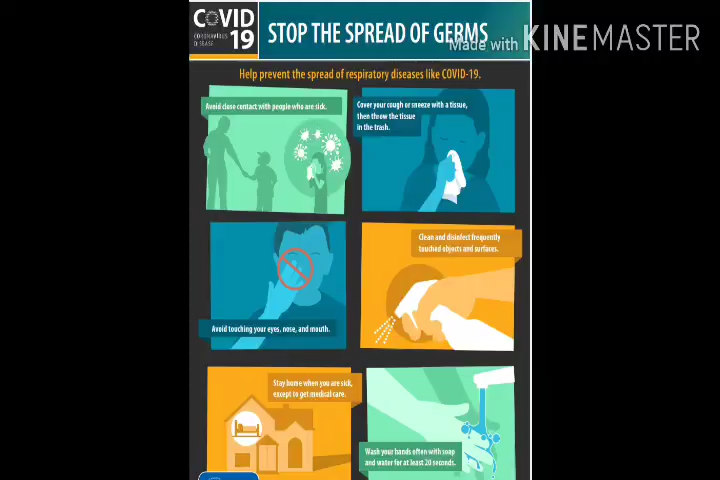 COVID
CORONAVIRUS
DISEASE
19
STOP THE SPREAD OF GERMS
Made with KINEMASTER
Help prevent the spread of respiratory diseases like COVID-19.
Avoid close contact with people who are sick.
Cover your cough or sneeze with a tissue,
then throw the tissue
in the trash.
Avoid touching your eyes, nose, and mouth.
Clean and disinfect frequently
touched objects and surfaces.
Stay home when you are sick,
except to get medical care.
Wash your hands often with soap
and water for at least 20 seconds.